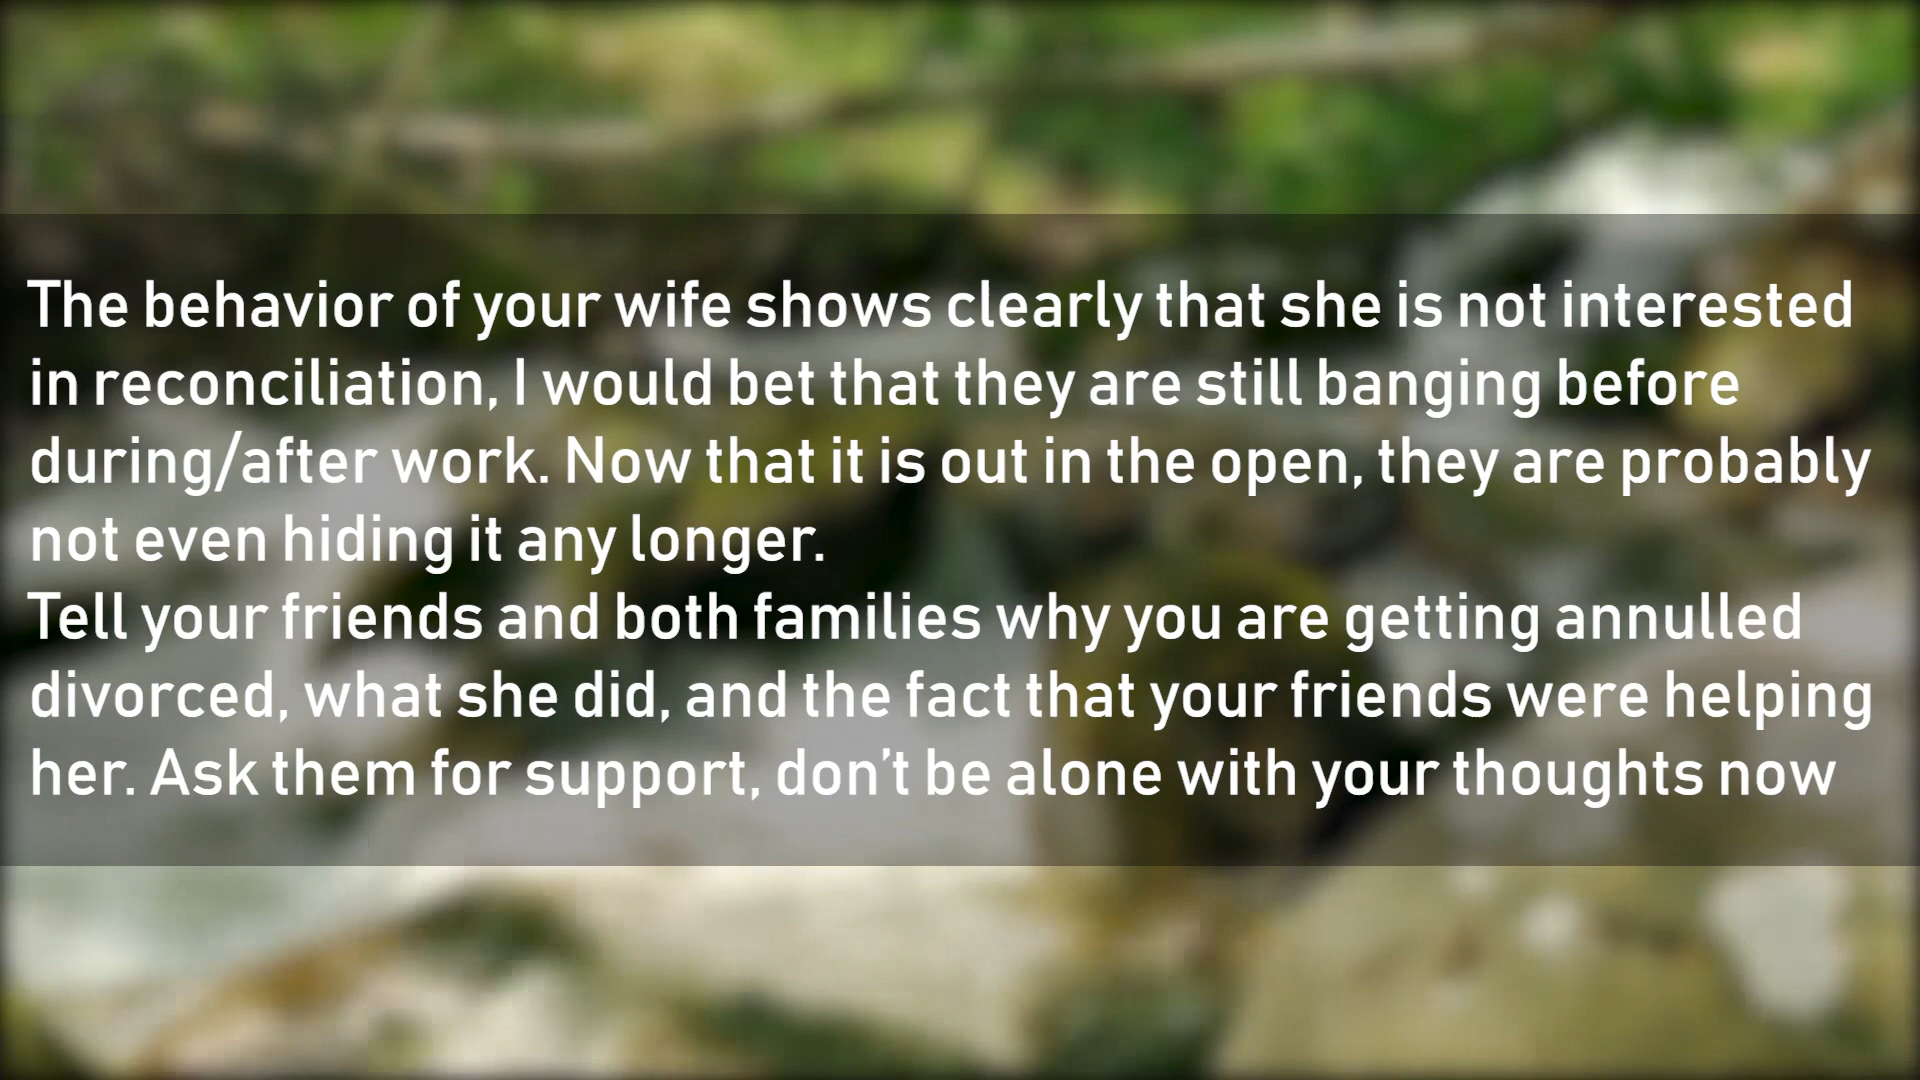 The behavior of your wife shows clearly that she is not interested
in reconciliation, I would bet that they are still banging before
during/after work. Now that it is out in the open, they are probably
not even hiding it any longer.
Tell your friends and both families why you are getting annulled
divorced, what she did, and the fact that your friends were helping
her. Ask them for support, don’t be alone with your thoughts now